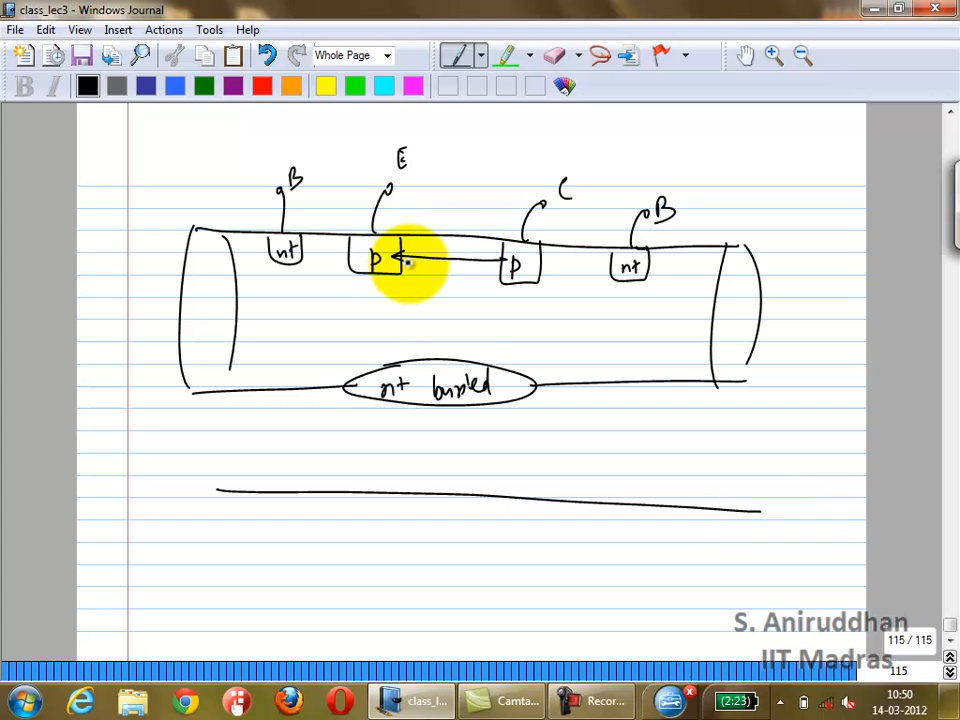 class_lec3 - Windows Journal
File Edit View Insert Actions Tools Help
Whole Page
B I
B E C B
n+ p p n+
n+ buried
S. Aniruddhan
IIT Madras
115 / 115
115
class_l... Camta... Recor... (2:23) 10:50
14-03-2012